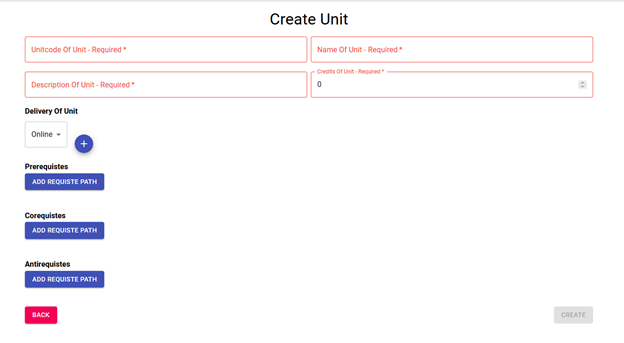 Create Unit
Unitcode Of Unit - Required *
Name Of Unit - Required *
Description Of Unit - Required *
Credits Of Unit - Required *
0
Delivery Of Unit
Online
+
Prerequistes
ADD REQUISTE PATH
Corequistes
ADD REQUISTE PATH
Antirequistes
ADD REQUISTE PATH
BACK
CREATE